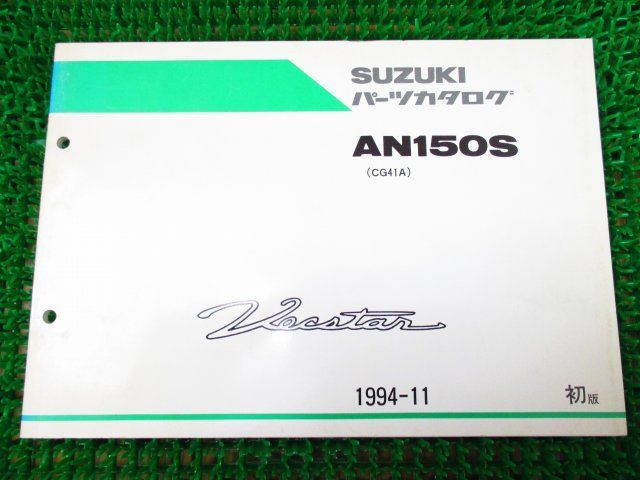 SUZUKI
パーツカタログ
AN150S
(CG41A)
Vecstar
1994-11
初版